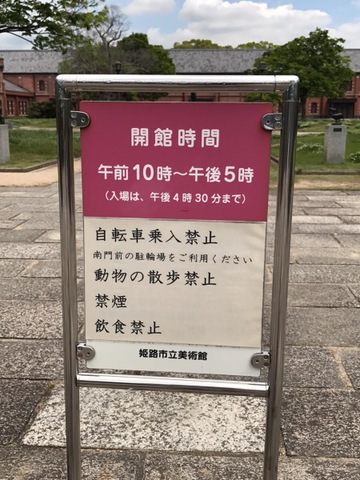 開館時間
午前10時～午後5時
（入場は、午後4時30分まで）
自転車乗入禁止
南門前の駐輪場をご利用ください
動物の散歩禁止
禁煙
飲食禁止
姫路市立美術館